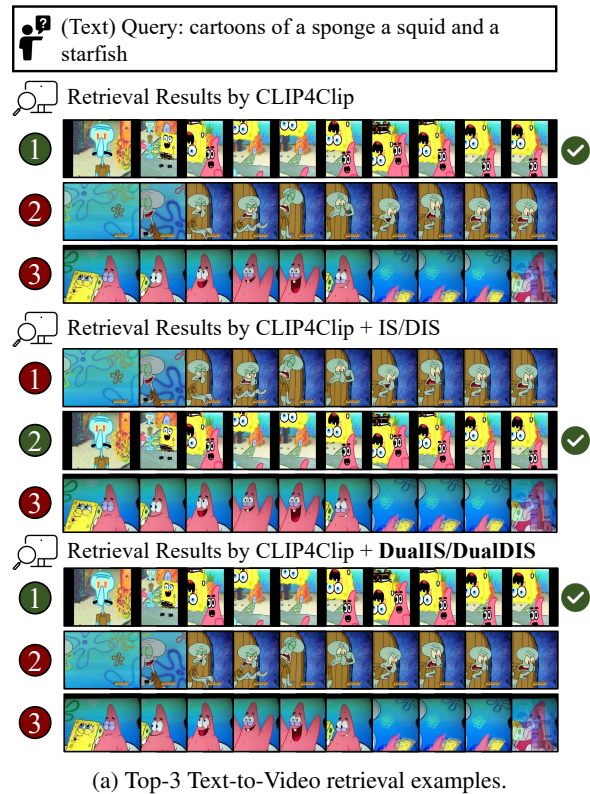 (Text) Query: cartoons of a sponge a squid and a
starfish
Retrieval Results by CLIP4Clip
1
2
3
Retrieval Results by CLIP4Clip + IS/DIS
1
2
3
Retrieval Results by CLIP4Clip + DualIS/DualDIS
1
2
3
(a) Top-3 Text-to-Video retrieval examples.